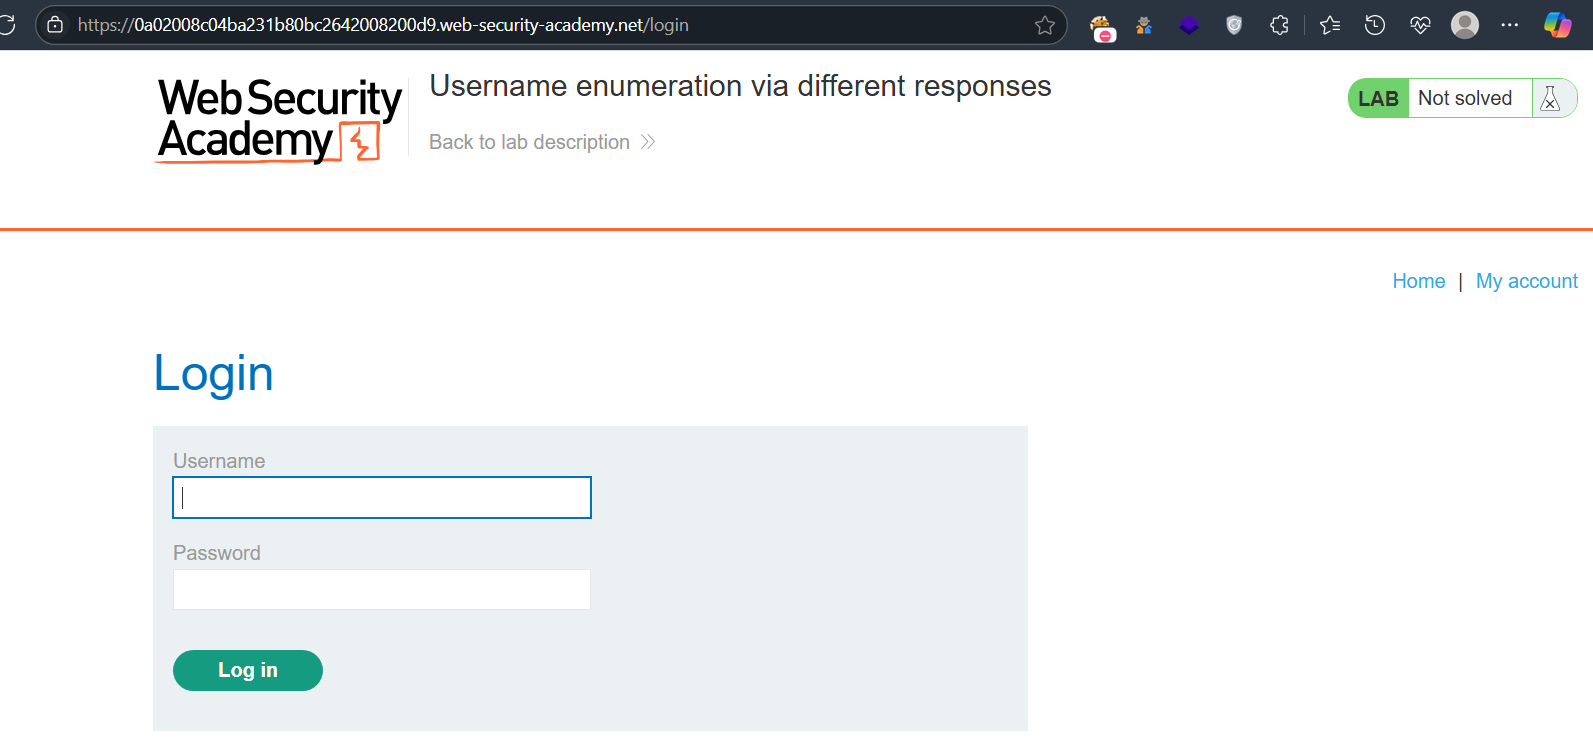 https://0a02008c04ba231b80bc2642008200d9.web-security-academy.net/login
Web Security
Academy
Username enumeration via different responses
Back to lab description
LAB Not solved
Home | My account
Login
Username
Password
Log in